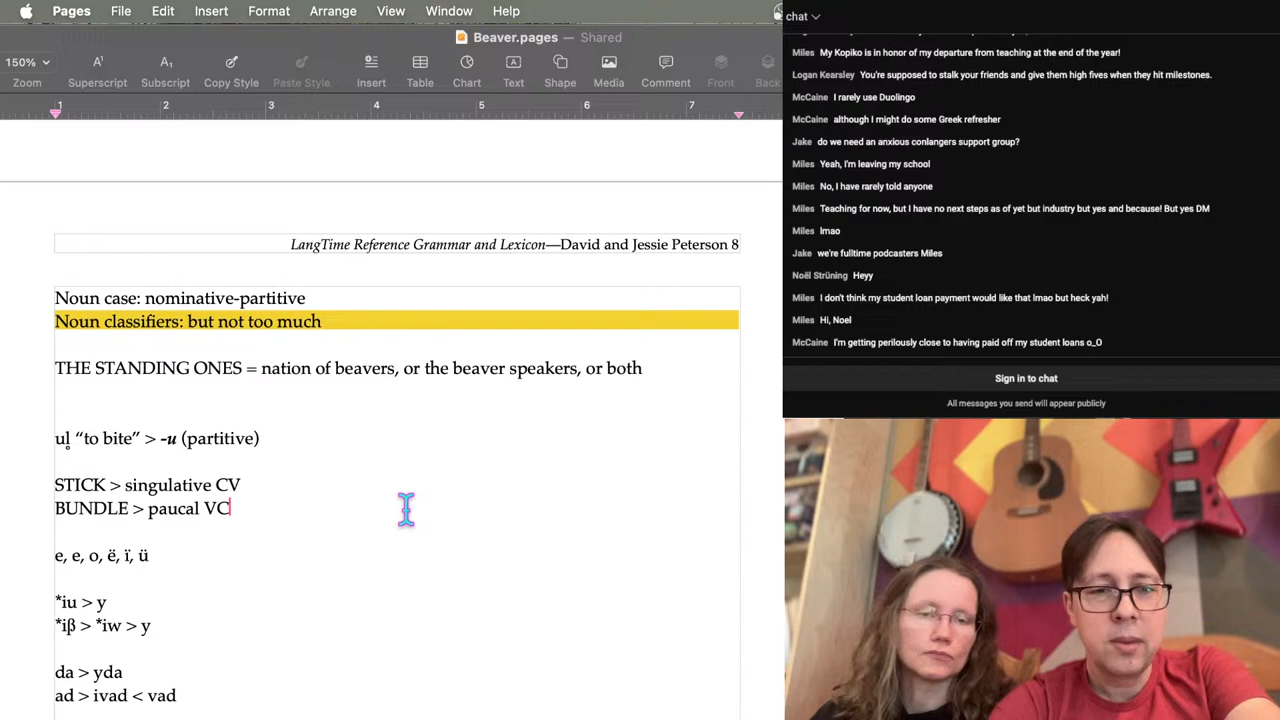 Pages File Edit Insert Format Arrange View Window Help
Beaver.pages — Shared
150%
Zoom Superscript Subscript Copy Style Paste Style Insert Table Chart Text Shape Media Comment Front Back
1 2 3 4 5 6 7
LangTime Reference Grammar and Lexicon—David and Jessie Peterson 8
Noun case: nominative-partitive
Noun classifiers: but not too much
THE STANDING ONES = nation of beavers, or the beaver speakers, or both
ul̥ “to bite” > -u (partitive)
STICK > singulative CV
BUNDLE > paucal VC
e, e, o, ë, ï, ü
*iu > y
*iβ > *iw > y
da > yda
ad > ivad < vad
chat
Miles My Kopiko is in honor of my departure from teaching at the end of the year!
Logan Kearsley You're supposed to stalk your friends and give them high fives when they hit milestones.
McCaine I rarely use Duolingo
McCaine although I might do some Greek refresher
Jake do we need an anxious conlangers support group?
Miles Yeah, I'm leaving my school
Miles No, I have rarely told anyone
Miles Teaching for now, but I have no next steps as of yet but industry but yes and because! But yes DM
Miles lmao
Jake we're fulltime podcasters Miles
Noël Strüning Heyy
Miles I don't think my student loan payment would like that lmao but heck yah!
Miles Hi, Noel
McCaine I'm getting perilously close to having paid off my student loans o_O
Sign in to chat
All messages you send will appear publicly